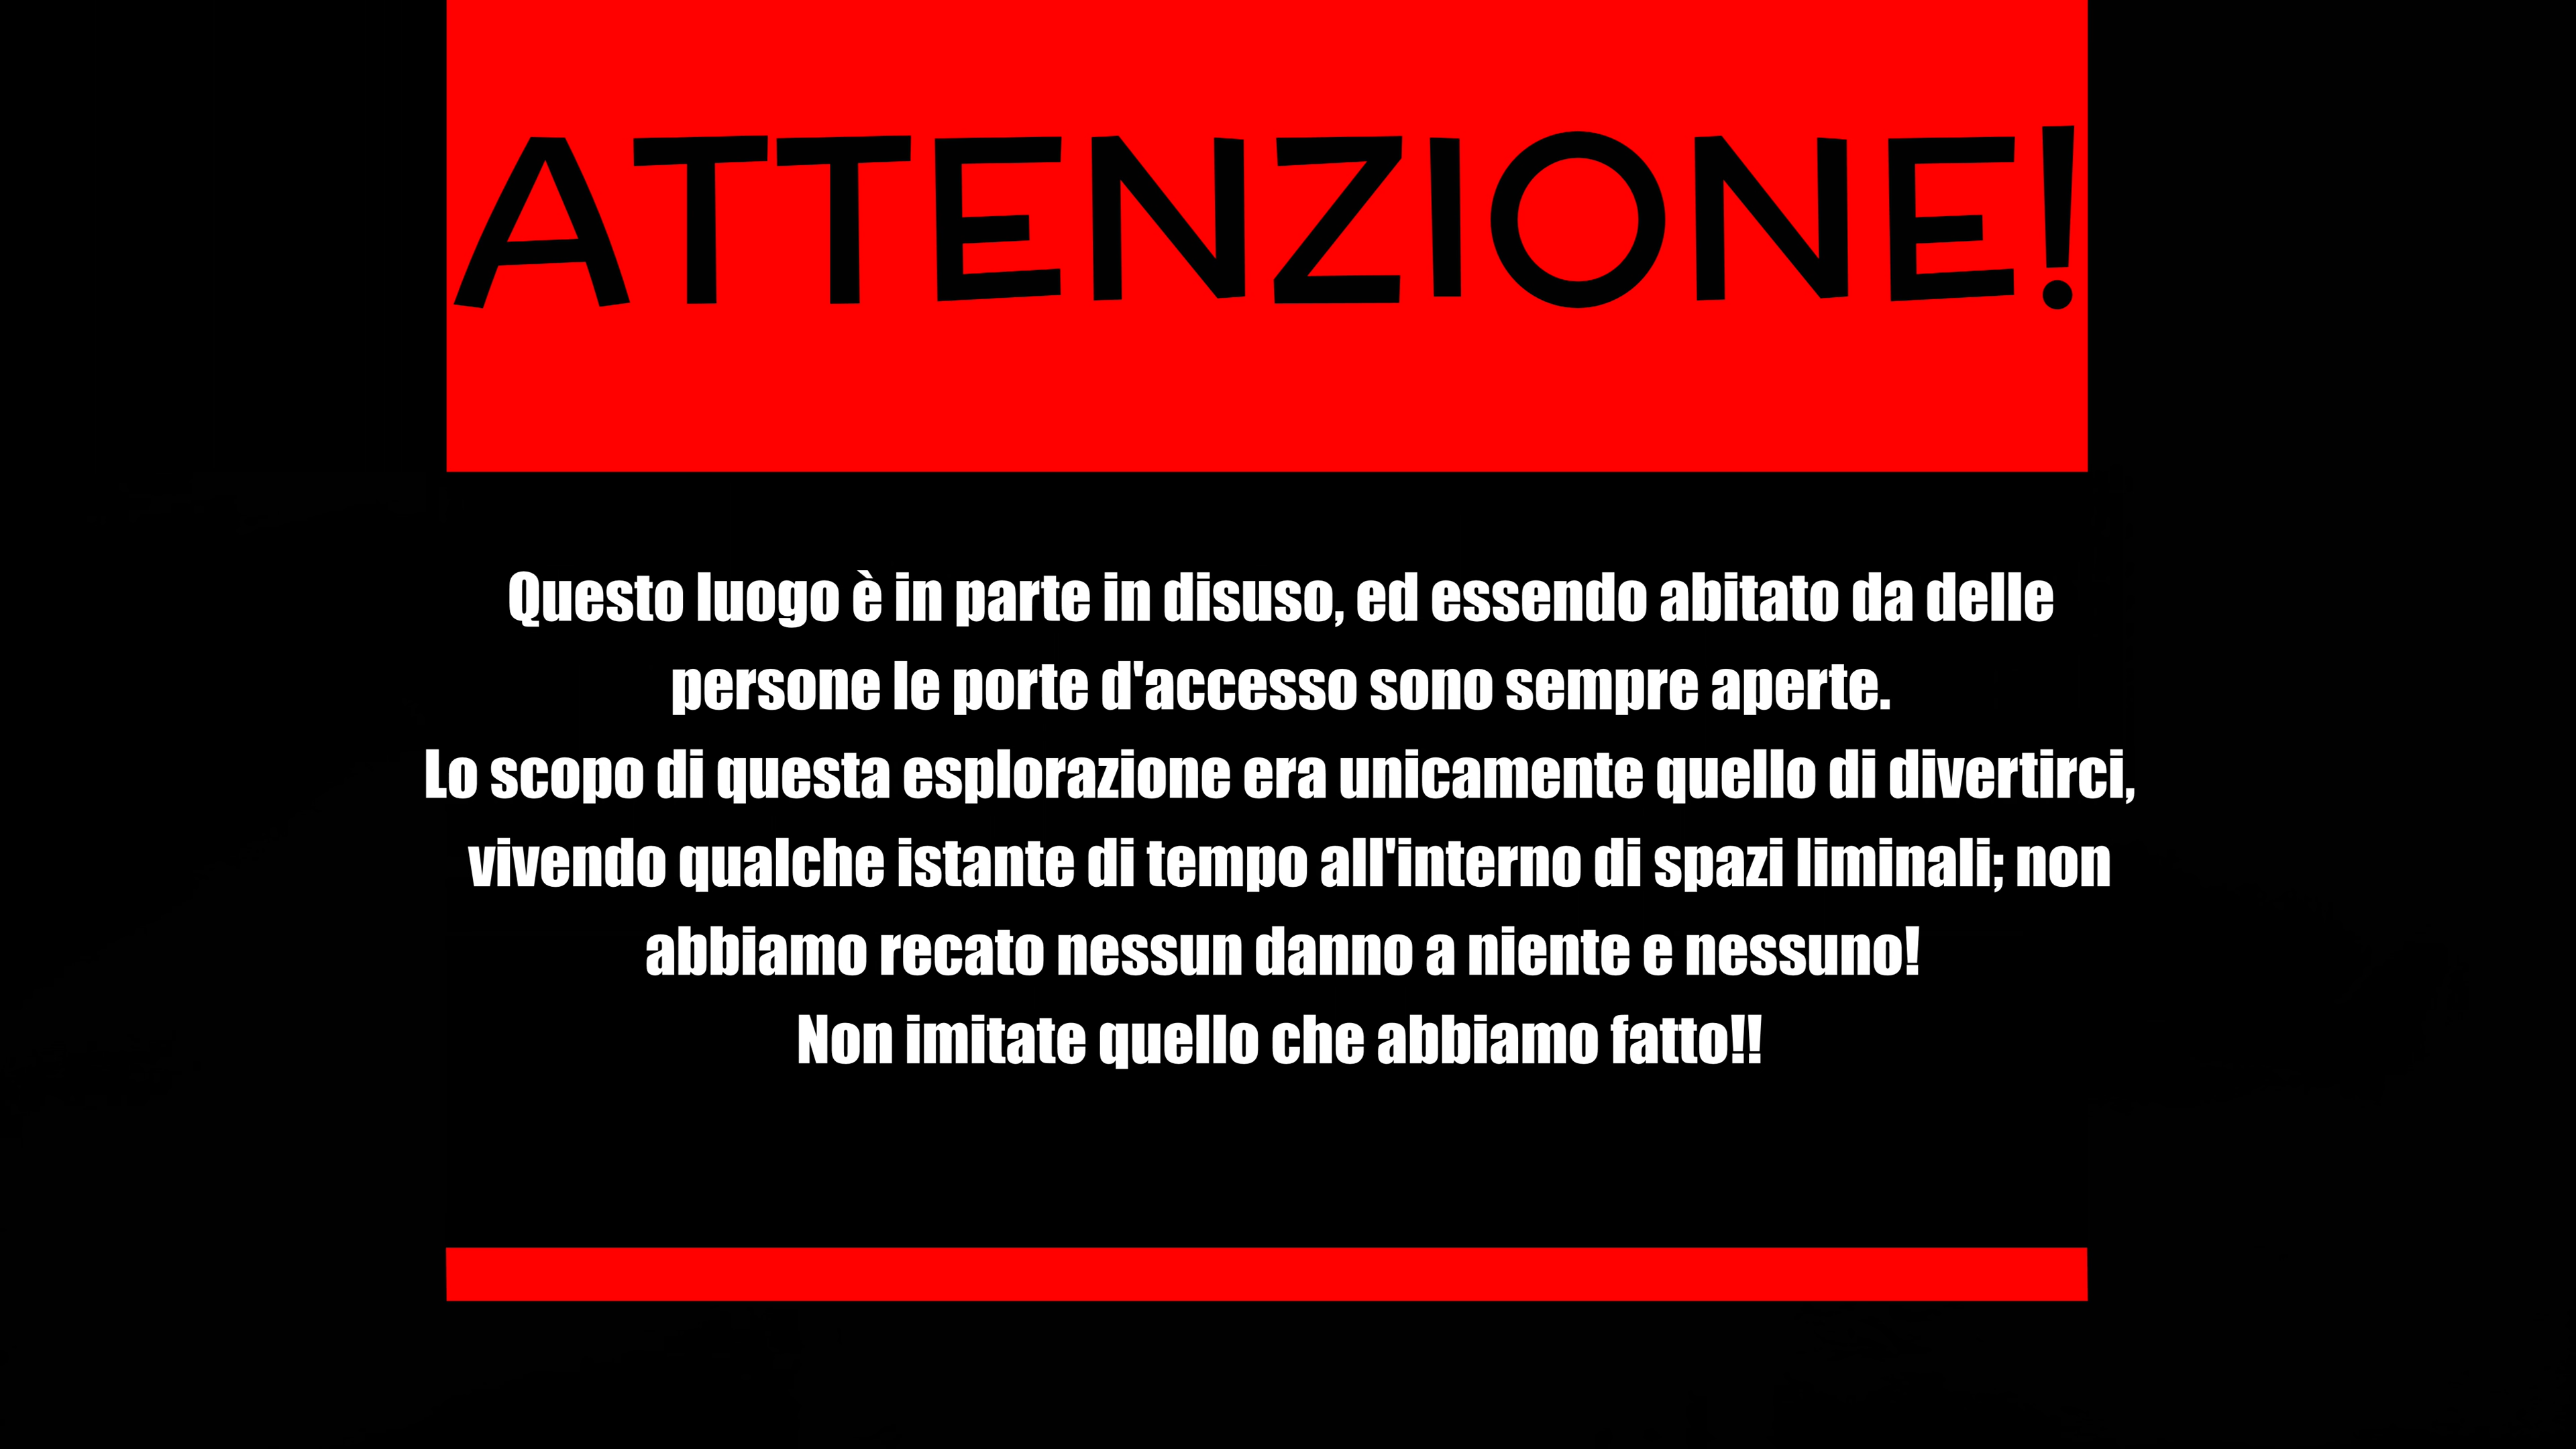 ATTENZIONE!
Questo luogo è in parte in disuso, ed essendo abitato da delle
persone le porte d'accesso sono sempre aperte.
Lo scopo di questa esplorazione era unicamente quello di divertirci,
vivendo qualche istante di tempo all'interno di spazi liminali; non
abbiamo recato nessun danno a niente e nessuno!
Non imitate quello che abbiamo fatto!!